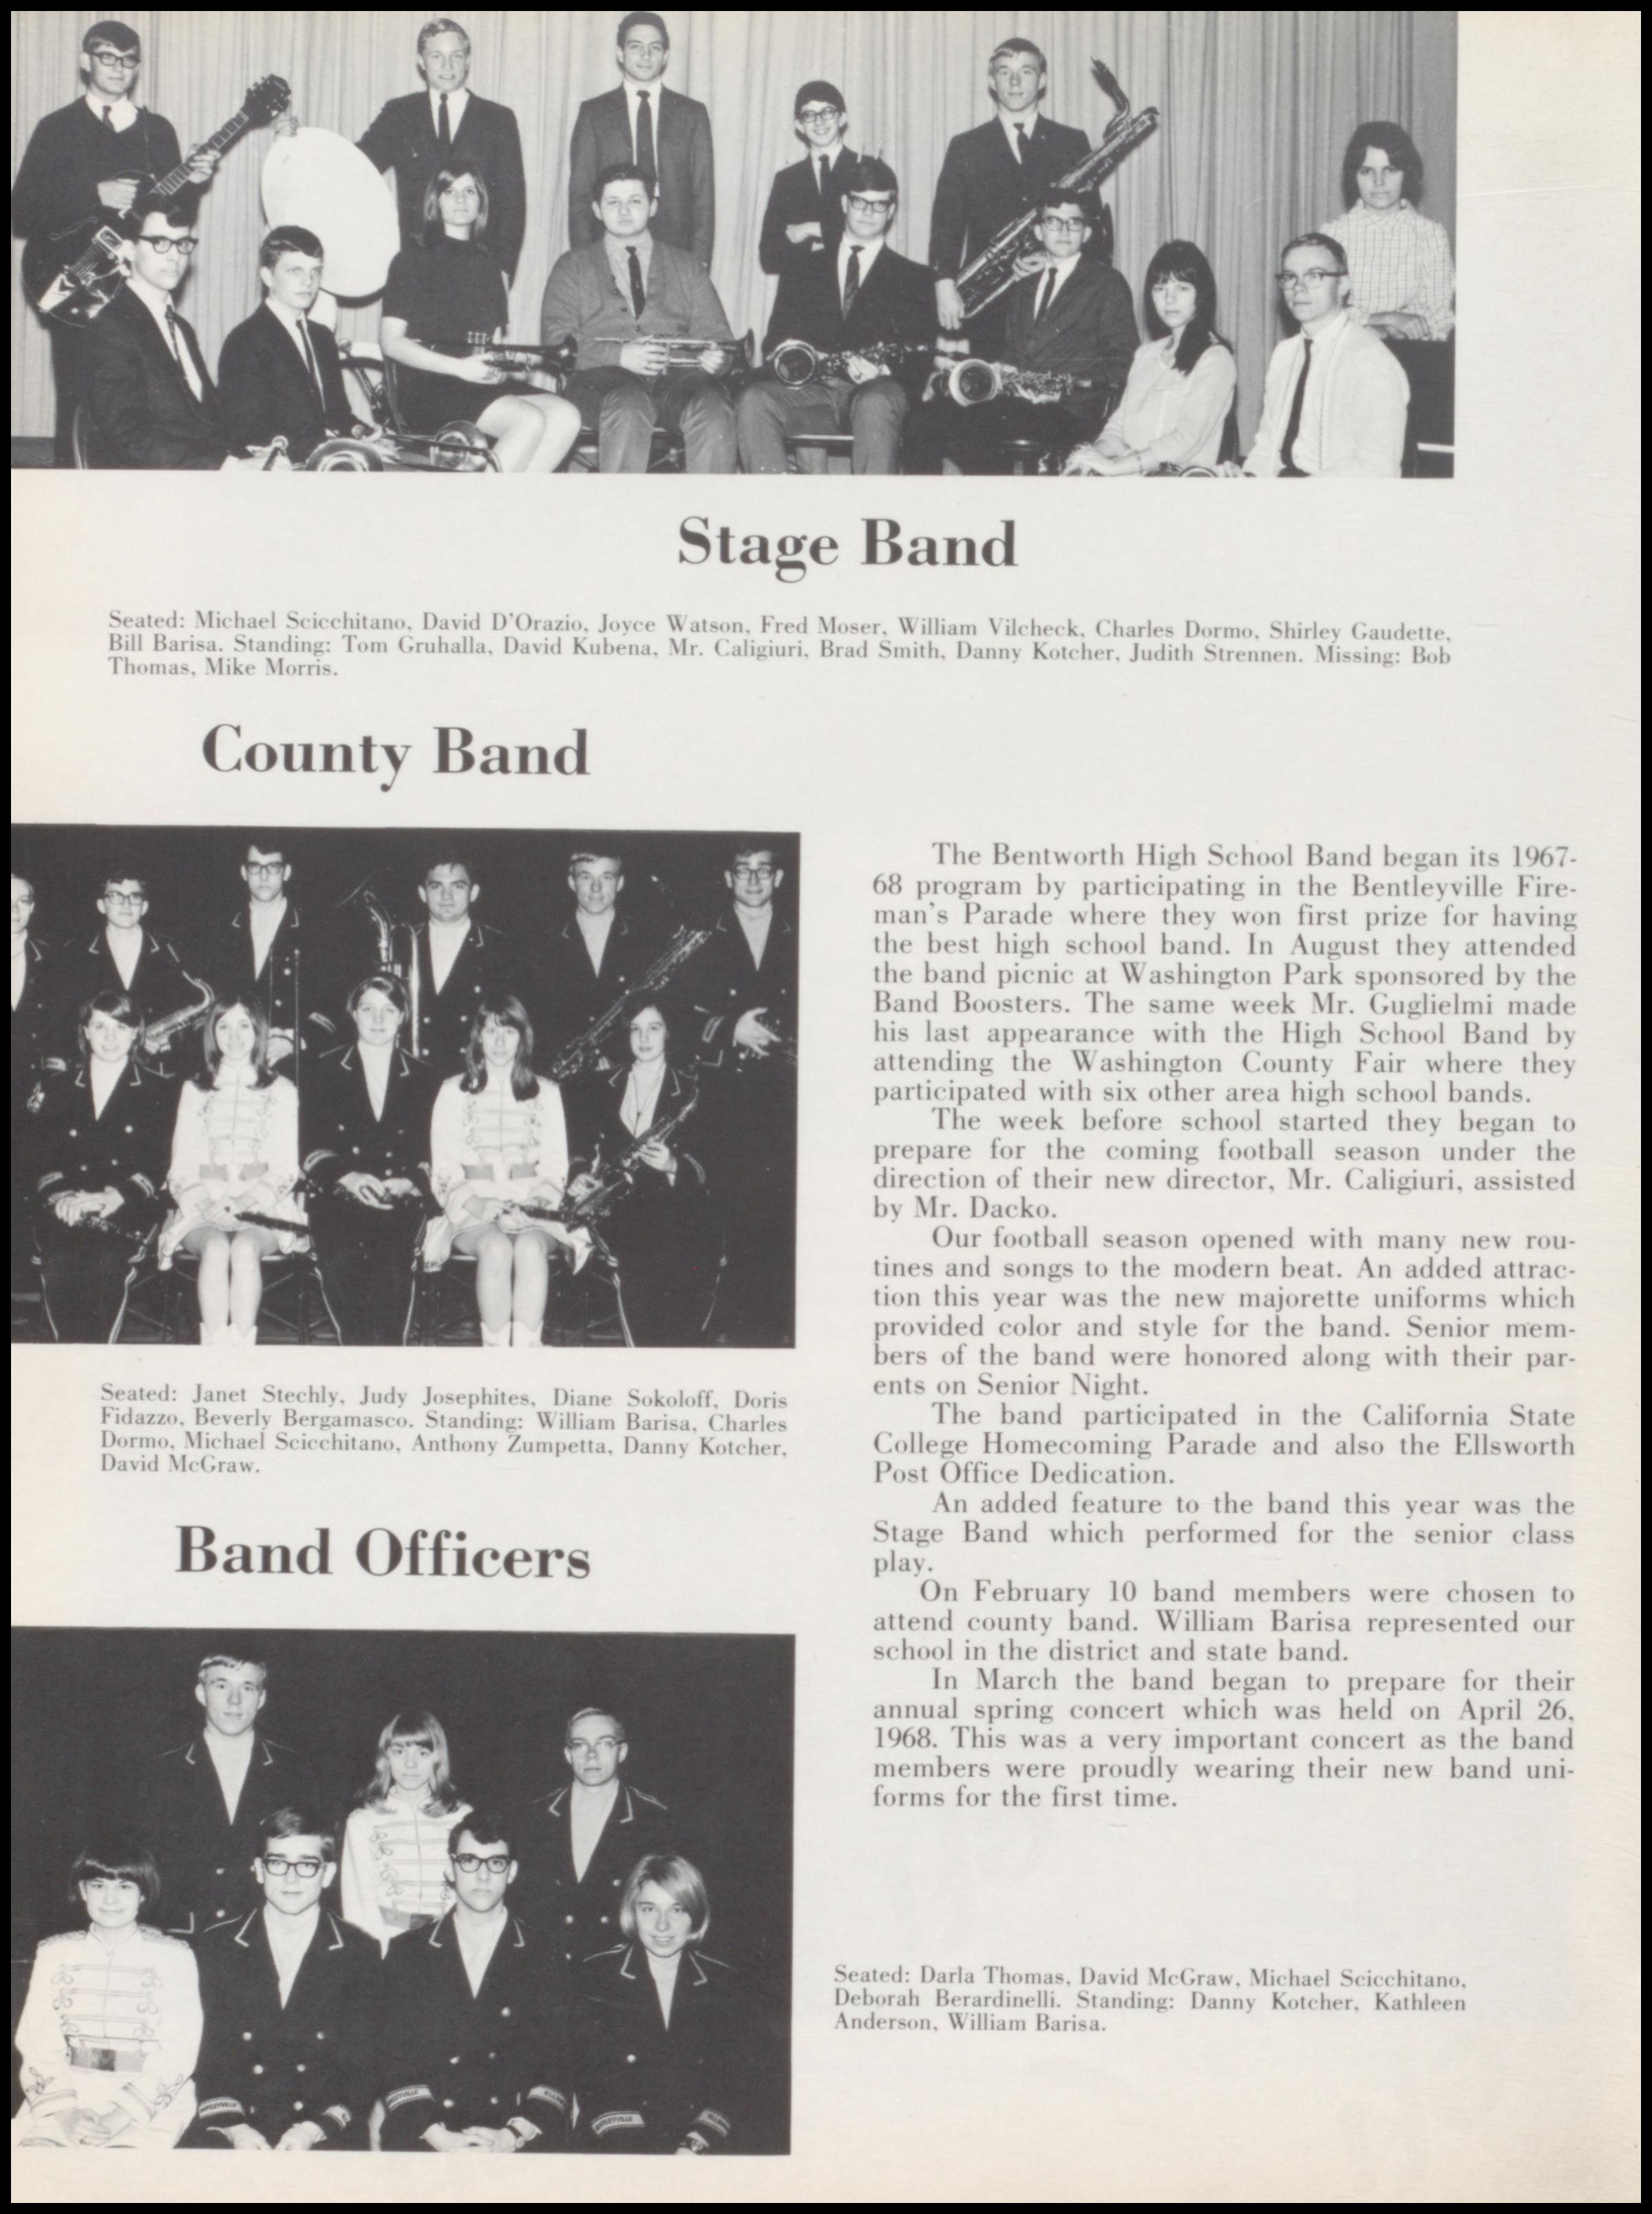 Stage Band
Seated: Michael Scicchitano, David D'Orazio, Joyce Watson, Fred Moser, William Vilcheck, Charles Dormo, Shirley Gaudette,
Bill Barisa. Standing: Tom Gruhalla, David Kubena, Mr. Caligiuri, Brad Smith, Danny Kotcher, Judith Strennen. Missing: Bob
Thomas, Mike Morris.
County Band
Seated: Janet Stechly, Judy Josephites, Diane Sokoloff, Doris
Fidazzo, Beverly Bergamasco. Standing: William Barisa, Charles
Dormo, Michael Scicchitano, Anthony Zumpetta, Danny Kotcher,
David McGraw.
Band Officers
The Bentworth High School Band began its 1967-
68 program by participating in the Bentleyville Fire-
man's Parade where they won first prize for having
the best high school band. In August they attended
the band picnic at Washington Park sponsored by the
Band Boosters. The same week Mr. Guglielmi made
his last appearance with the High School Band by
attending the Washington County Fair where they
participated with six other area high school bands.
The week before school started they began to
prepare for the coming football season under the
direction of their new director, Mr. Caligiuri, assisted
by Mr. Dacko.
Our football season opened with many new rou-
tines and songs to the modern beat. An added attrac-
tion this year was the new majorette uniforms which
provided color and style for the band. Senior mem-
bers of the band were honored along with their par-
ents on Senior Night.
The band participated in the California State
College Homecoming Parade and also the Ellsworth
Post Office Dedication.
An added feature to the band this year was the
Stage Band which performed for the senior class
play.
On February 10 band members were chosen to
attend county band. William Barisa represented our
school in the district and state band.
In March the band began to prepare for their
annual spring concert which was held on April 26,
1968. This was a very important concert as the band
members were proudly wearing their new band uni-
forms for the first time.
Seated: Darla Thomas, David McGraw, Michael Scicchitano,
Deborah Berardinelli. Standing: Danny Kotcher, Kathleen
Anderson, William Barisa.